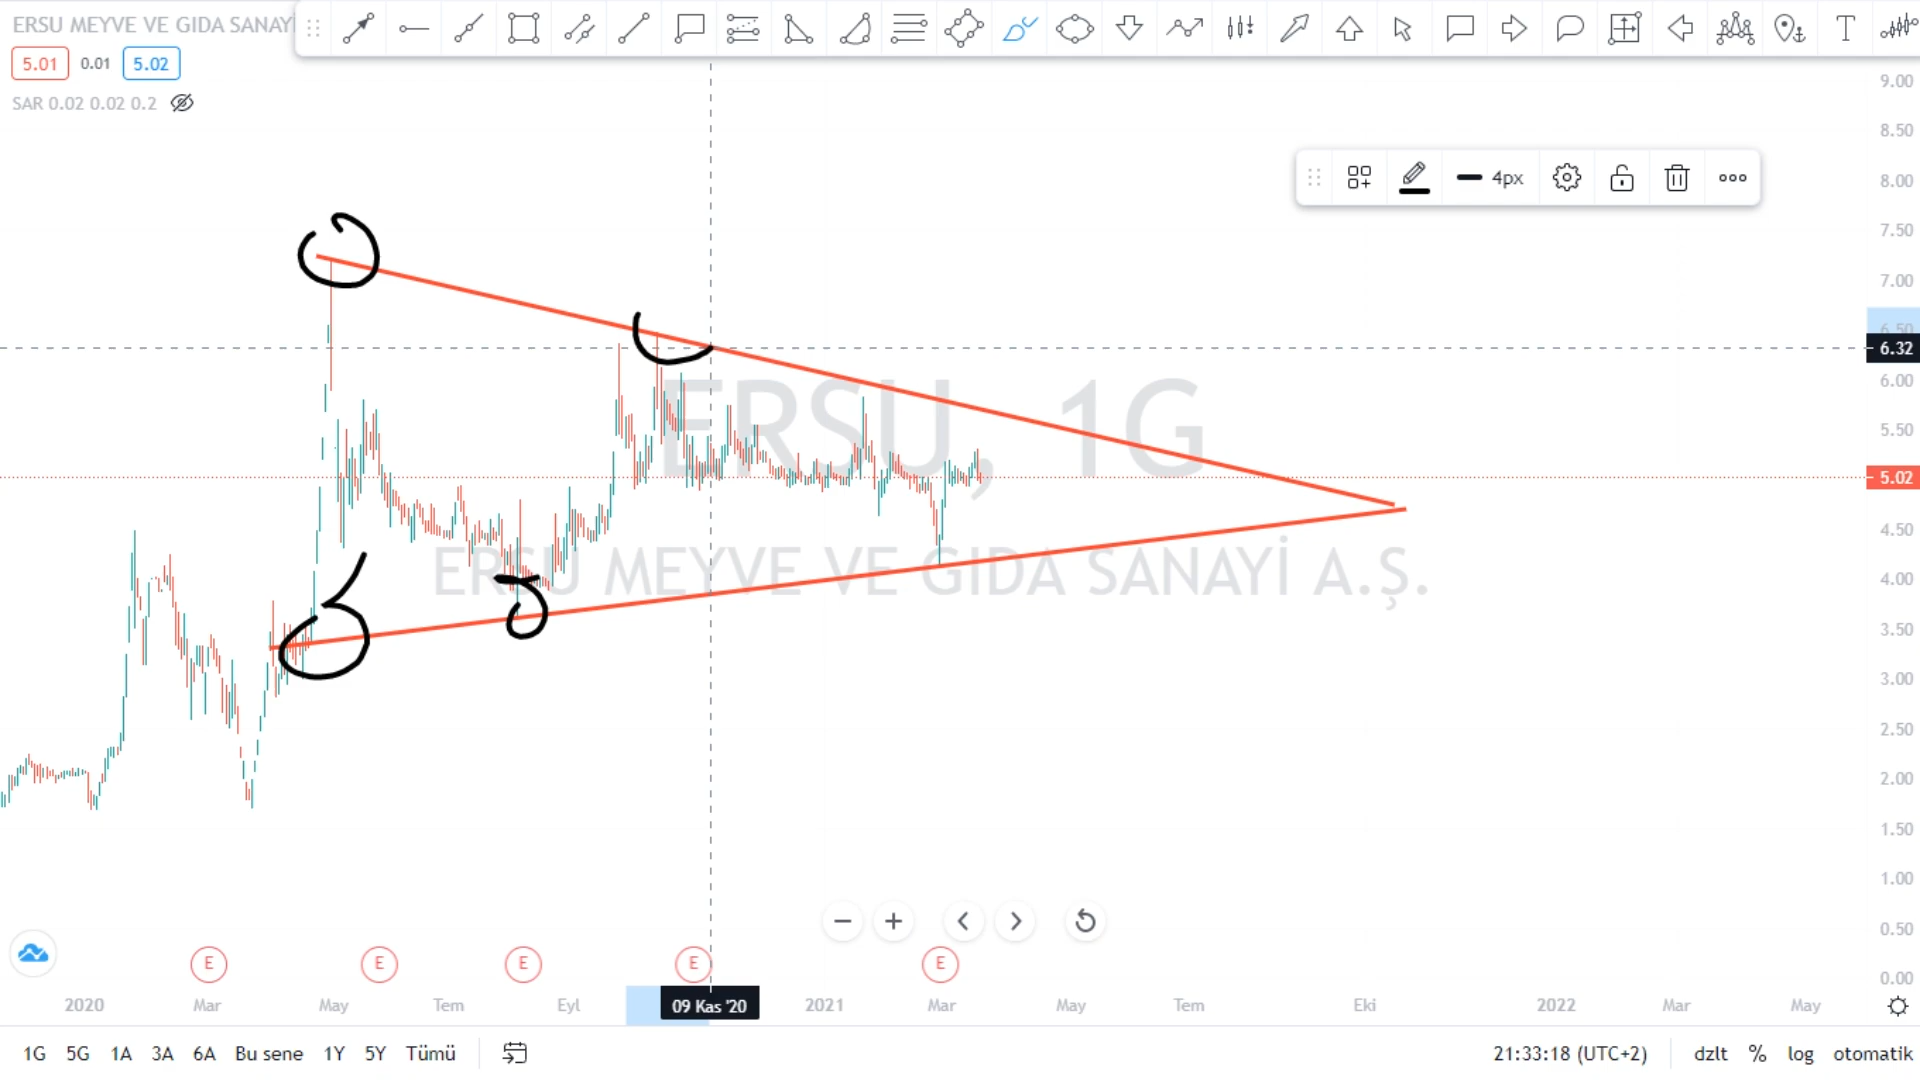 ERSU MEYVE VE GIDA SANAYİ
5.01 0.01 5.02
SAR 0.02 0.02 0.2
4px
9.00
8.50
8.00
7.50
7.00
6.50
6.32
6.00
5.50
5.02
4.50
4.00
3.50
3.00
2.50
2.00
1.50
1.00
0.50
0.00
ERSU, 1G
ERSU MEYVE VE GIDA SANAYİ A.Ş.
E E E E E
2020 Mar May Tem Eyl 09 Kas '20 2021 Mar May Tem Eki 2022 Mar May
1G 5G 1A 3A 6A Bu sene 1Y 5Y Tümü 21:33:18 (UTC+2) dzlt % log otomatik